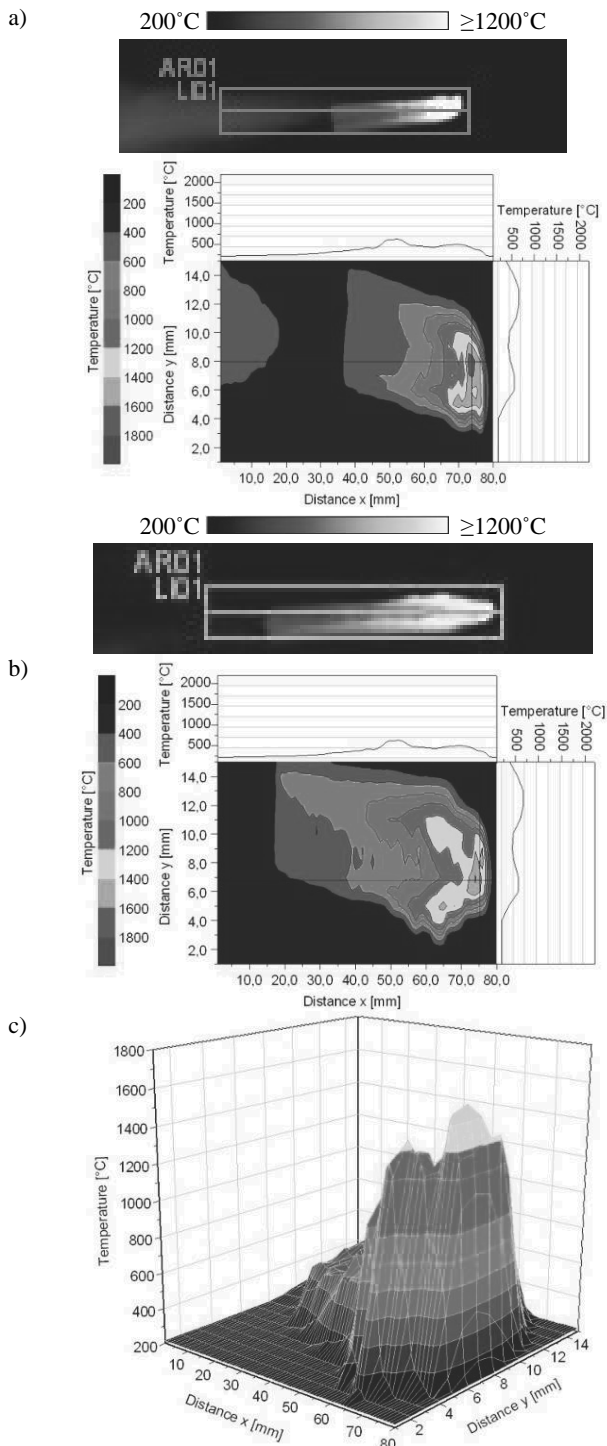 a)
200˚C ≥1200˚C
AR01
LI01
Temperature [°C]
200
400
600
800
1000
1200
1400
1600
1800
Temperature [°C]
2000
1500
1000
500
Temperature [°C]
500
1000
1500
2000
Distance y [mm]
14,0
12,0
10,0
8,0
6,0
4,0
2,0
10,0 20,0 30,0 40,0 50,0 60,0 70,0 80,0
Distance x [mm]
200˚C ≥1200˚C
AR01
LI01
b)
Temperature [°C]
200
400
600
800
1000
1200
1400
1600
1800
Temperature [°C]
2000
1500
1000
500
Temperature [°C]
500
1000
1500
2000
Distance y [mm]
14,0
12,0
10,0
8,0
6,0
4,0
2,0
10,0 20,0 30,0 40,0 50,0 60,0 70,0 80,0
Distance x [mm]
c)
Temperature [°C]
1800
1600
1400
1200
1000
800
600
400
200
10 20 30 40 50 60 70 80
Distance x [mm]
2 4 6 8 10 12 14
Distance y [mm]